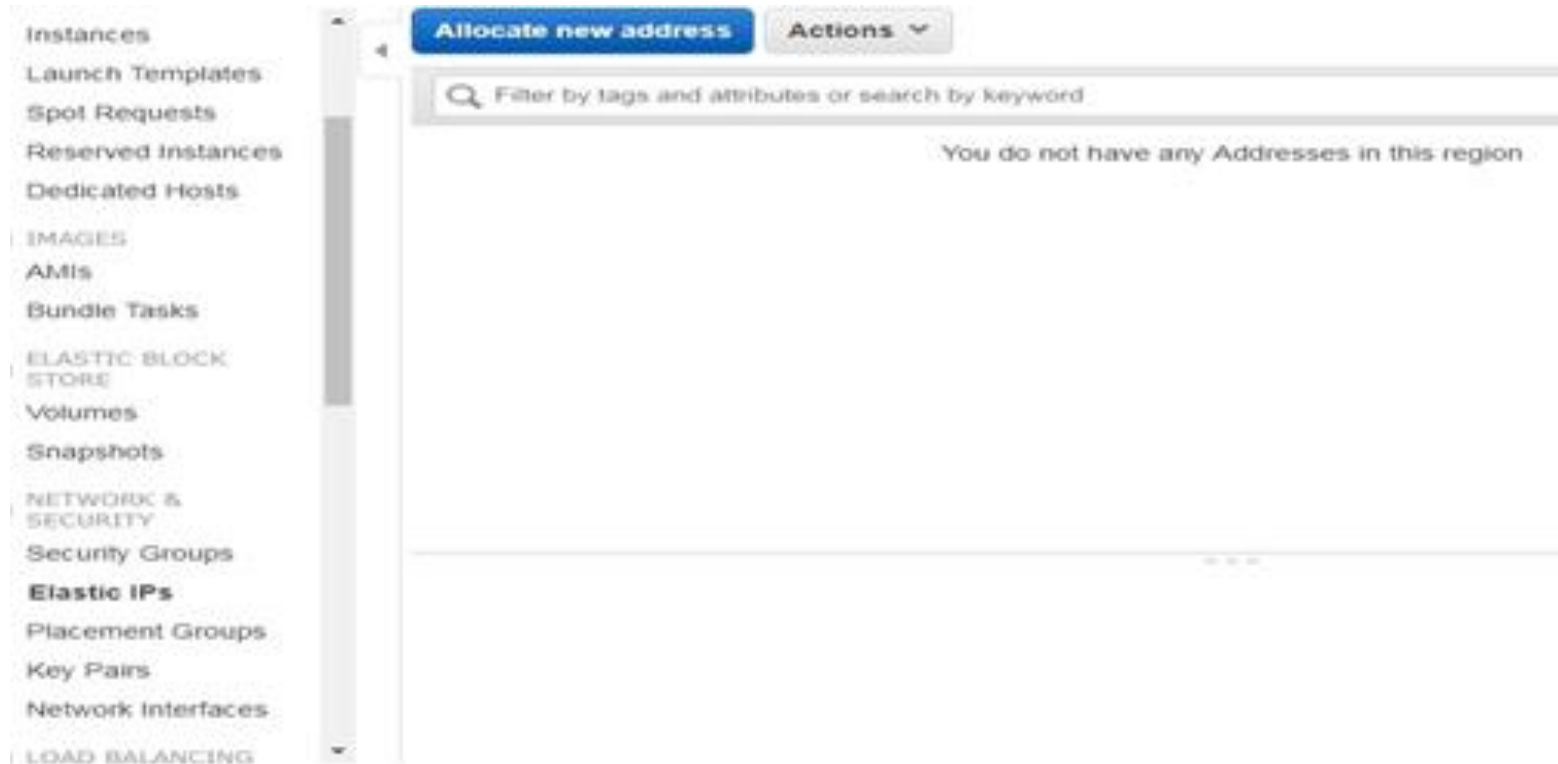 Instances
Launch Templates
Spot Requests
Reserved Instances
Dedicated Hosts
IMAGES
AMIs
Bundle Tasks
ELASTIC BLOCK
STORE
Volumes
Snapshots
NETWORK &
SECURITY
Security Groups
Elastic IPs
Placement Groups
Key Pairs
Network Interfaces
LOAD BALANCING
Allocate new address
Actions
Filter by tags and attributes or search by keyword
You do not have any Addresses in this region